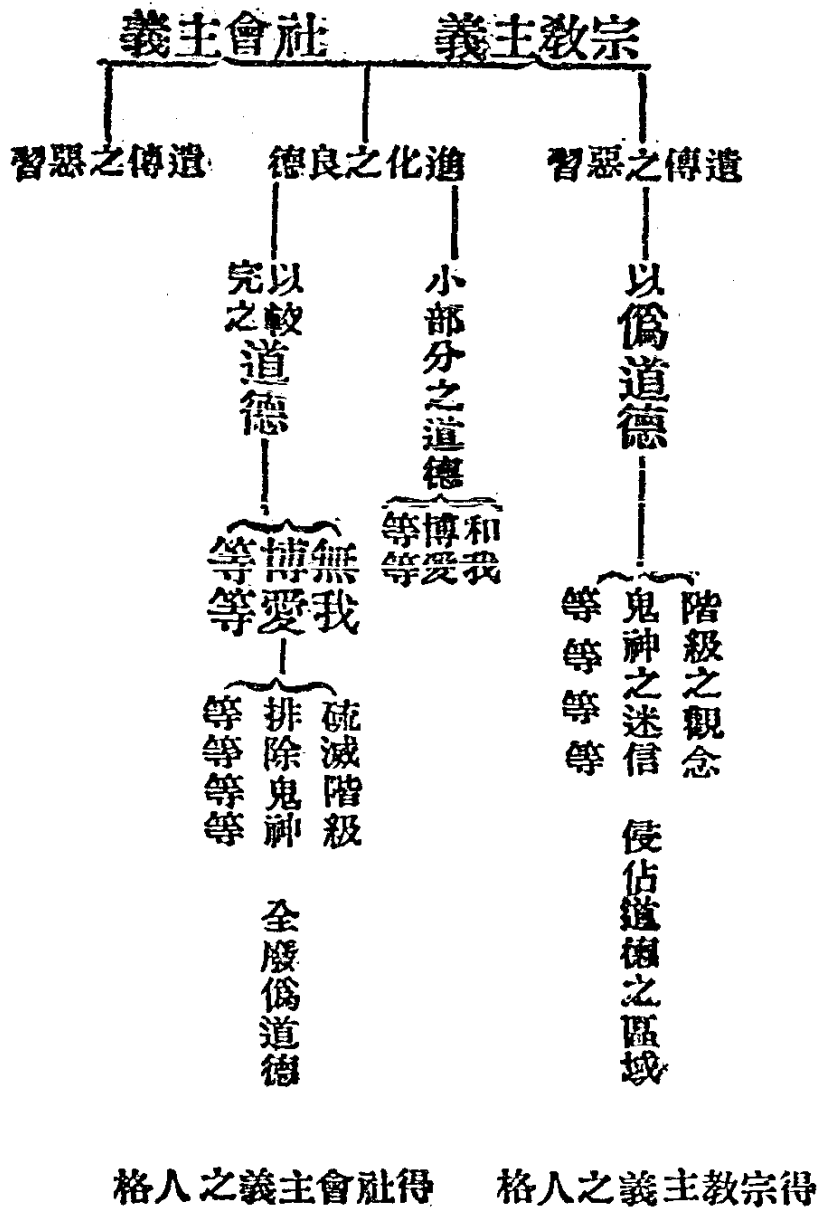 宗教主義
社會主義
遺傳之惡習
進化之良德
遺傳之惡習
以偽道德
小部分之道德
以較
完之
道德
階級之觀念
鬼神之迷信
等等等等
和我
博愛
等等
無我
博愛
等等
硫滅階級
排除鬼神
等等等等
侵佔道德之區域
全廢偽道德
得宗教主義之人格
得社會主義之人格